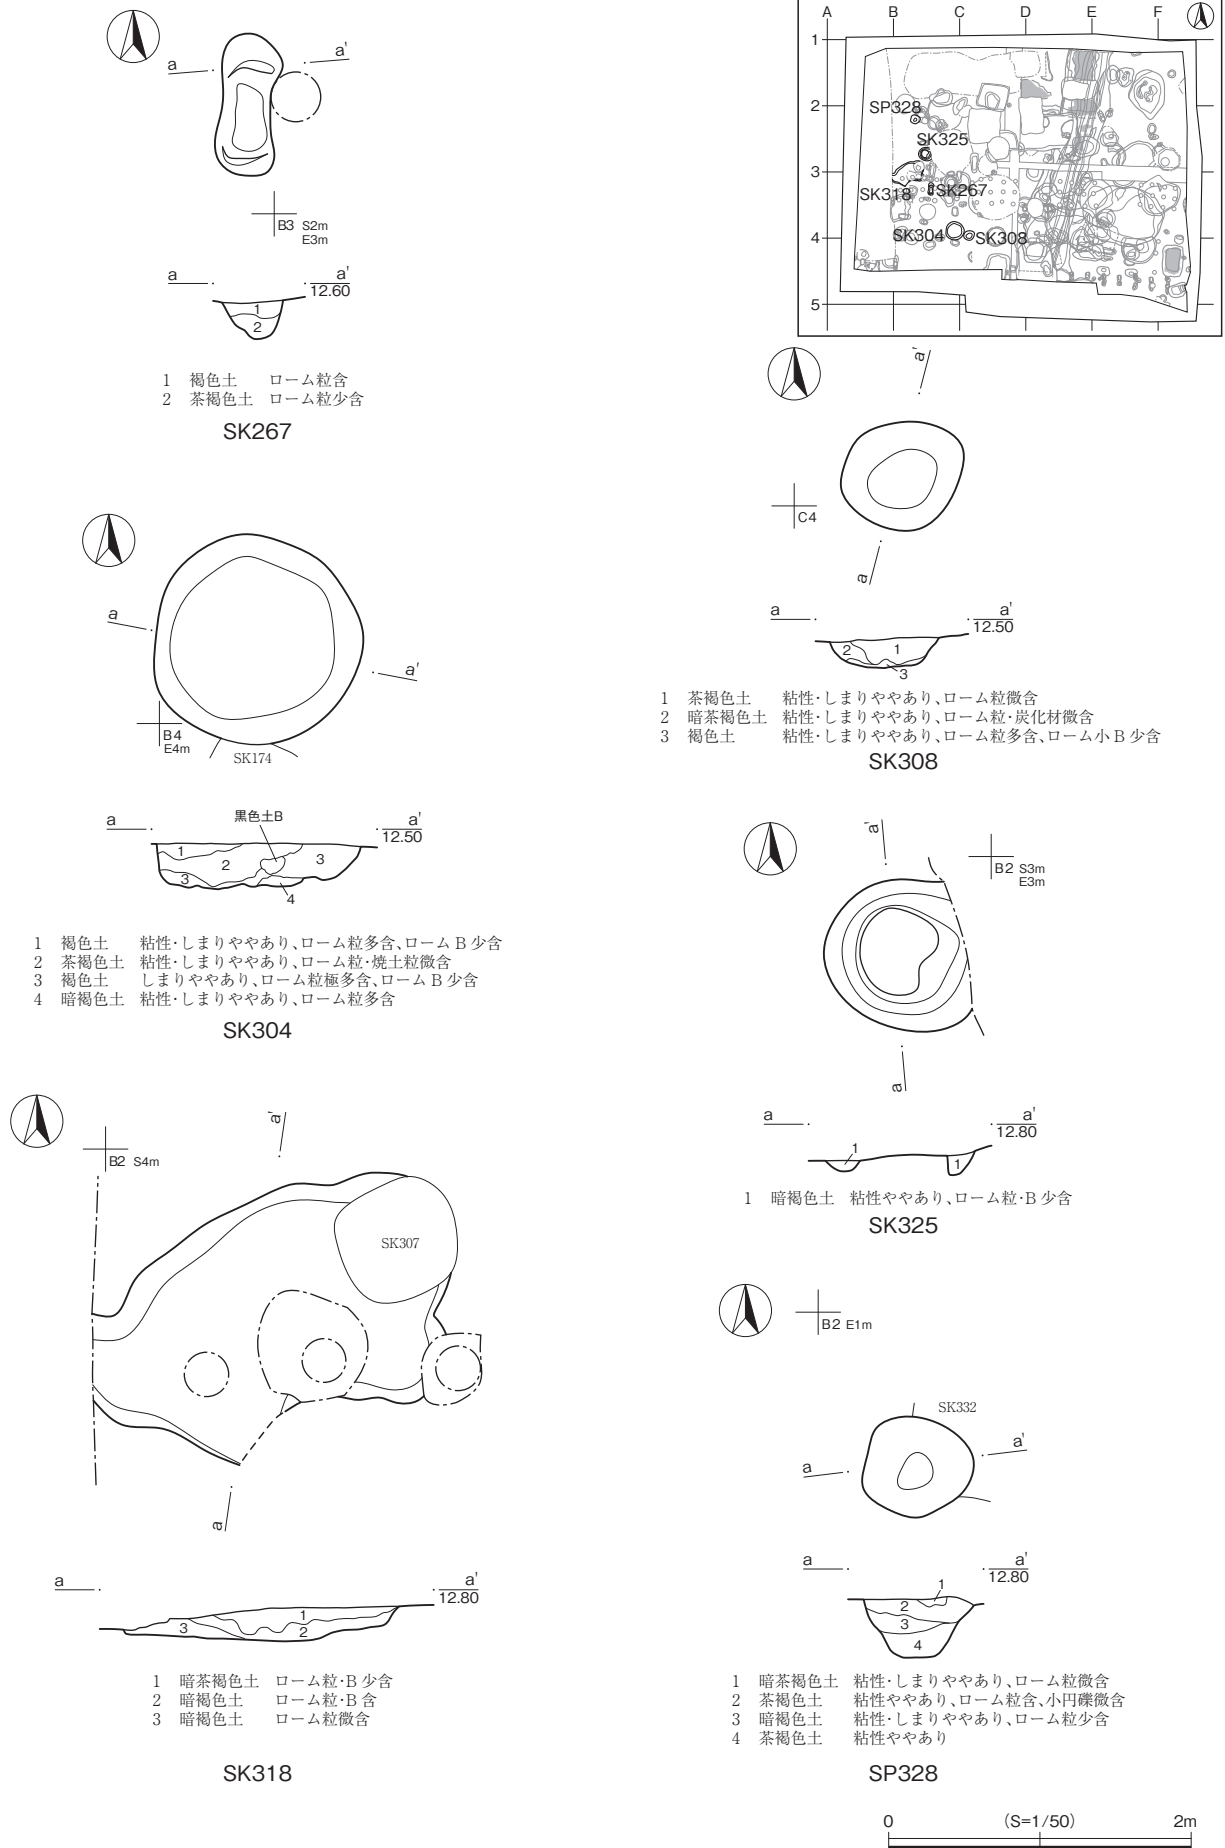 a
a'
B3 S2m
E3m
a
a'
12.60
1
2
1 褐色土 ローム粒含
2 茶褐色土 ローム粒少含
SK267
A B C D E F
1
2
3
4
5
SP328
SK325
SK318
SK267
SK304
SK308
a'
C4
a
a
a'
12.50
2
1
3
1 茶褐色土 粘性・しまりややあり、ローム粒微含
2 暗茶褐色土 粘性・しまりややあり、ローム粒・炭化材微含
3 褐色土 粘性・しまりややあり、ローム粒多含、ローム小B少含
SK308
a
a'
B4
E4m
SK174
黒色土B
a
a'
12.50
1
2
3
3
4
1 褐色土 粘性・しまりややあり、ローム粒多含、ロームB少含
2 茶褐色土 粘性・しまりややあり、ローム粒・焼土粒微含
3 褐色土 しまりややあり、ローム粒極多含、ロームB少含
4 暗褐色土 粘性・しまりややあり、ローム粒多含
SK304
a'
B2 S3m
E3m
a
a
a'
12.80
1
1
1 暗褐色土 粘性ややあり、ローム粒・B少含
SK325
a'
B2 S4m
SK307
a
a
a'
12.80
1
2
3
1 暗茶褐色土 ローム粒・B少含
2 暗褐色土 ローム粒・B含
3 暗褐色土 ローム粒微含
SK318
B2 E1m
SK332
a
a'
a
a'
12.80
1
2
3
4
1 暗茶褐色土 粘性・しまりややあり、ローム粒微含
2 茶褐色土 粘性ややあり、ローム粒含、小円礫微含
3 暗褐色土 粘性・しまりややあり、ローム粒少含
4 茶褐色土 粘性ややあり
SP328
0 (S=1/50) 2m